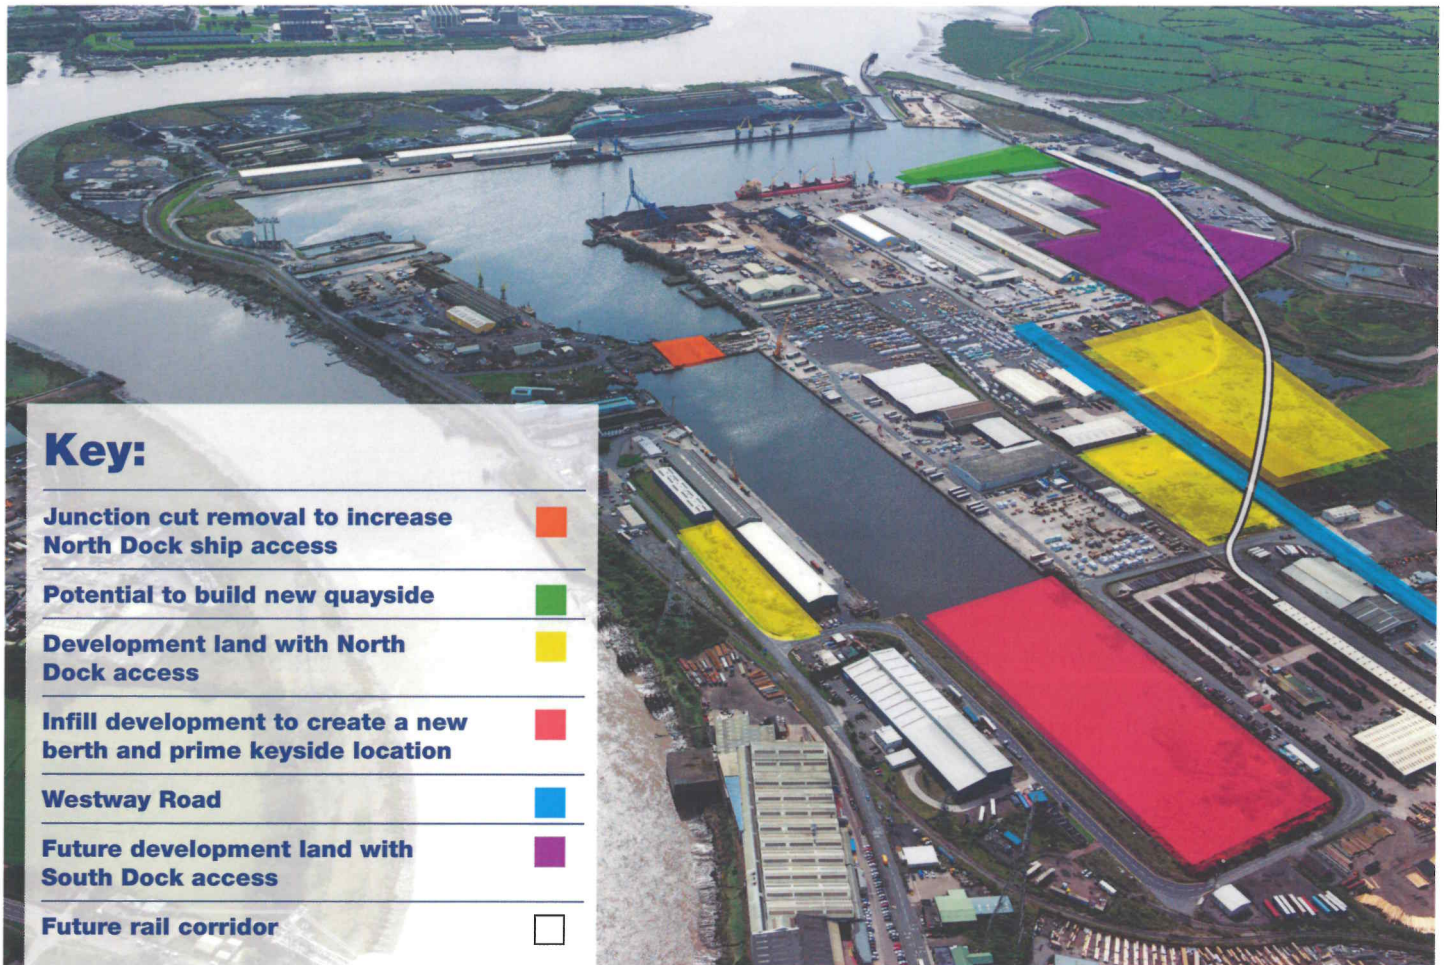 Key:
Junction cut removal to increase
North Dock ship access
Potential to build new quayside
Development land with North
Dock access
Infill development to create a new
berth and prime keyside location
Westway Road
Future development land with
South Dock access
Future rail corridor